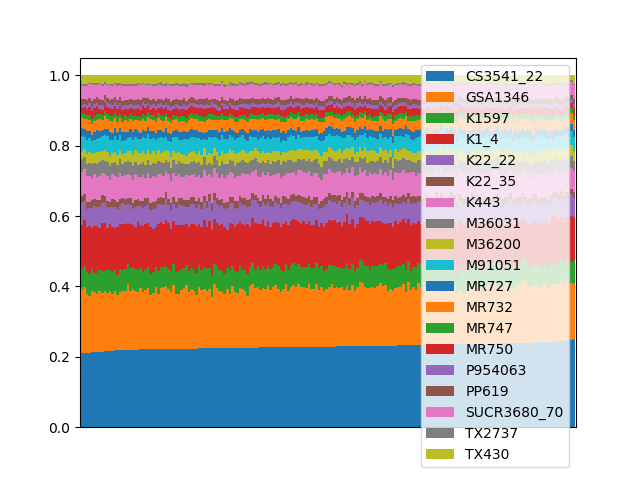 1.0
0.8
0.6
0.4
0.2
0.0
CS3541_22
GSA1346
K1597
K1_4
K22_22
K22_35
K443
M36031
M36200
M91051
MR727
MR732
MR747
MR750
P954063
PP619
SUCR3680_70
TX2737
TX430